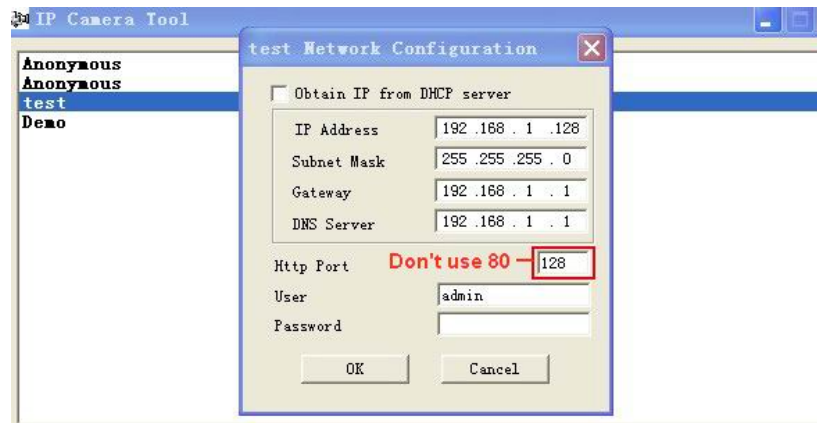 IP Camera Tool
Anonymous
Anonymous
test
Demo
test Network Configuration
Obtain IP from DHCP server
IP Address 192 .168 . 1 .128
Subnet Mask 255 .255 .255 . 0
Gateway 192 .168 . 1 . 1
DNS Server 192 .168 . 1 . 1
Http Port Don't use 80 128
User admin
Password
OK Cancel